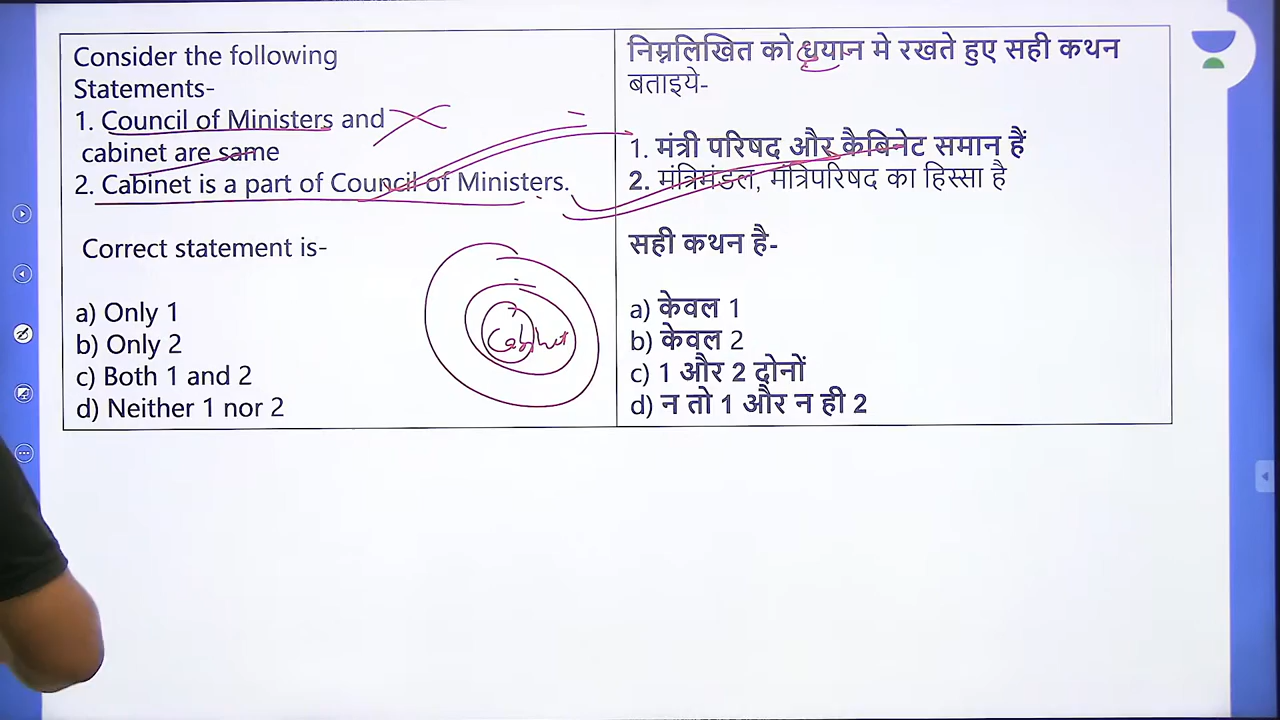 Consider the following
Statements-
1. Council of Ministers and
cabinet are same
2. Cabinet is a part of Council of Ministers.
Correct statement is-
a) Only 1
b) Only 2
c) Both 1 and 2
d) Neither 1 nor 2
Cabinet
निम्नलिखित को ध्रयान मे रखते हुए सही कथन
बताइये-
1. मंत्री परिषद और कैबिनेट समान हैं
2. मंत्रिमंडल, मंत्रिपरिषद का हिस्सा है
सही कथन है-
a) केवल 1
b) केवल 2
c) 1 और 2 दोनों
d) न तो 1 और न ही 2